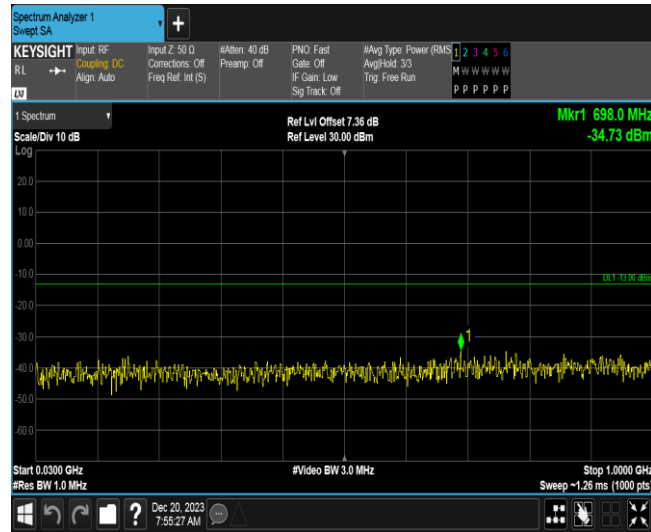 Spectrum Analyzer 1
Swept SA
+
KEYSIGHT
RL
LXI
Input: RF
Coupling: DC
Align: Auto
Input Z: 50 Ω
Corrections: Off
Freq Ref: Int (S)
#Atten: 40 dB
Preamp: Off
PNO: Fast
Gate: Off
IF Gain: Low
Sig Track: Off
#Avg Type: Power (RMS
Avg|Hold: 3/3
Trig: Free Run
1 2 3 4 5 6
M W W W W W
P P P P P P
1 Spectrum
Scale/Div 10 dB
Log
Ref Lvl Offset 7.36 dB
Ref Level 30.00 dBm
Mkr1 698.0 MHz
-34.73 dBm
20.0
10.0
0.00
-10.0
DL1 -13.00 dBm
-20.0
-30.0
1
-40.0
-50.0
-60.0
Start 0.0300 GHz
#Video BW 3.0 MHz
Stop 1.0000 GHz
#Res BW 1.0 MHz
Sweep ~1.26 ms (1000 pts)
?
Dec 20, 2023
7:55:27 AM